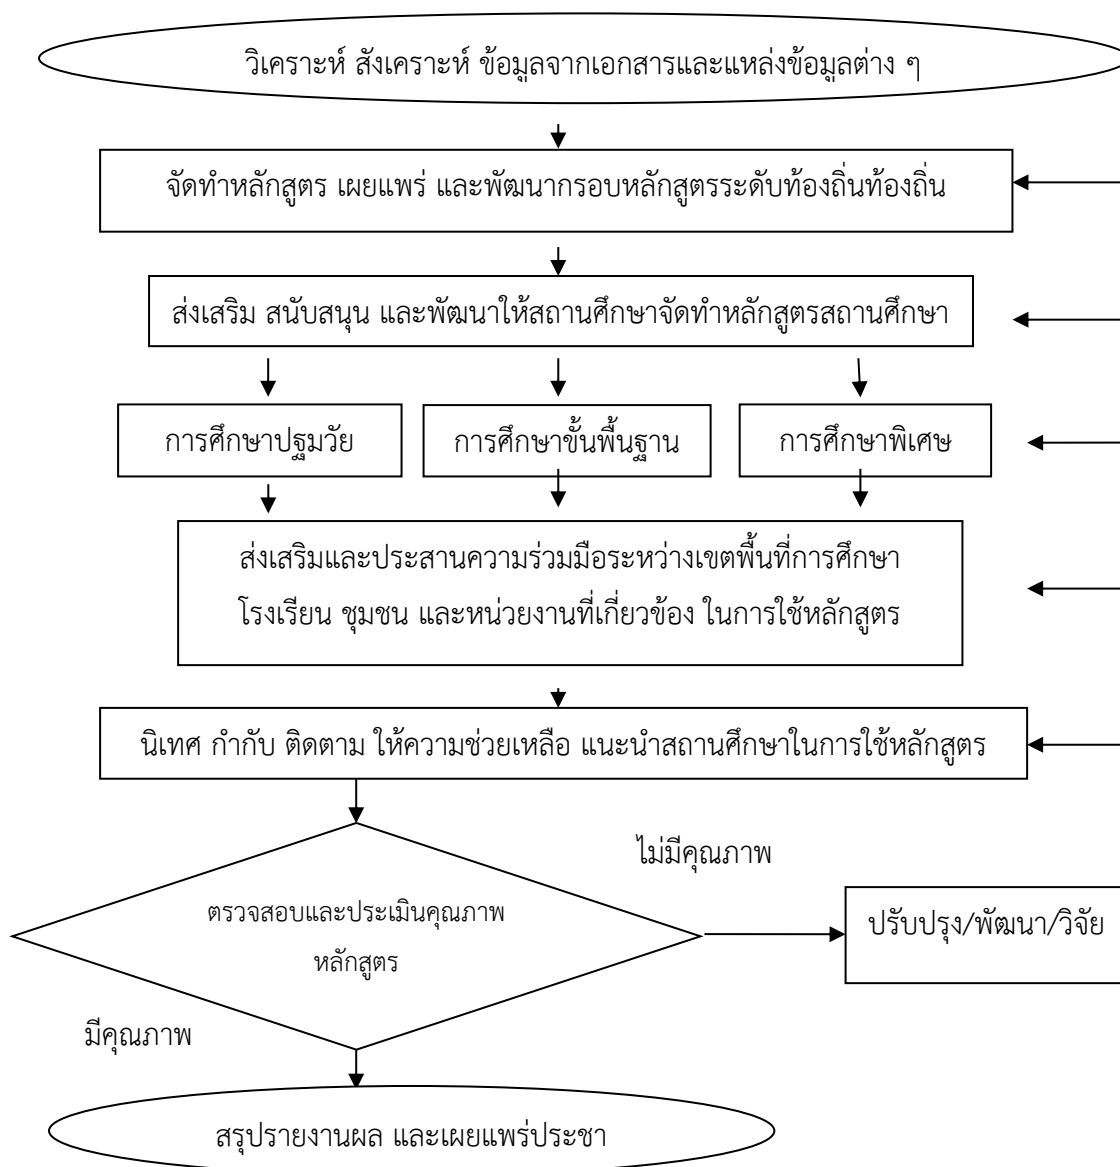 วิเคราะห์ สังเคราะห์ ข้อมูลจากเอกสารและแหล่งข้อมูลต่าง ๆ
จัดทำหลักสูตร เผยแพร่ และพัฒนากรอบหลักสูตรระดับท้องถิ่นท้องถิ่น
ส่งเสริม สนับสนุน และพัฒนาให้สถานศึกษาจัดทำหลักสูตรสถานศึกษา
การศึกษาปฐมวัย
การศึกษาขั้นพื้นฐาน
การศึกษาพิเศษ
ส่งเสริมและประสานความร่วมมือระหว่างเขตพื้นที่การศึกษา
โรงเรียน ชุมชน และหน่วยงานที่เกี่ยวข้อง ในการใช้หลักสูตร
นิเทศ กำกับ ติดตาม ให้ความช่วยเหลือ แนะนำสถานศึกษาในการใช้หลักสูตร
ไม่มีคุณภาพ
ตรวจสอบและประเมินคุณภาพ
หลักสูตร
ปรับปรุง/พัฒนา/วิจัย
มีคุณภาพ
สรุปรายงานผล และเผยแพร่ประชา